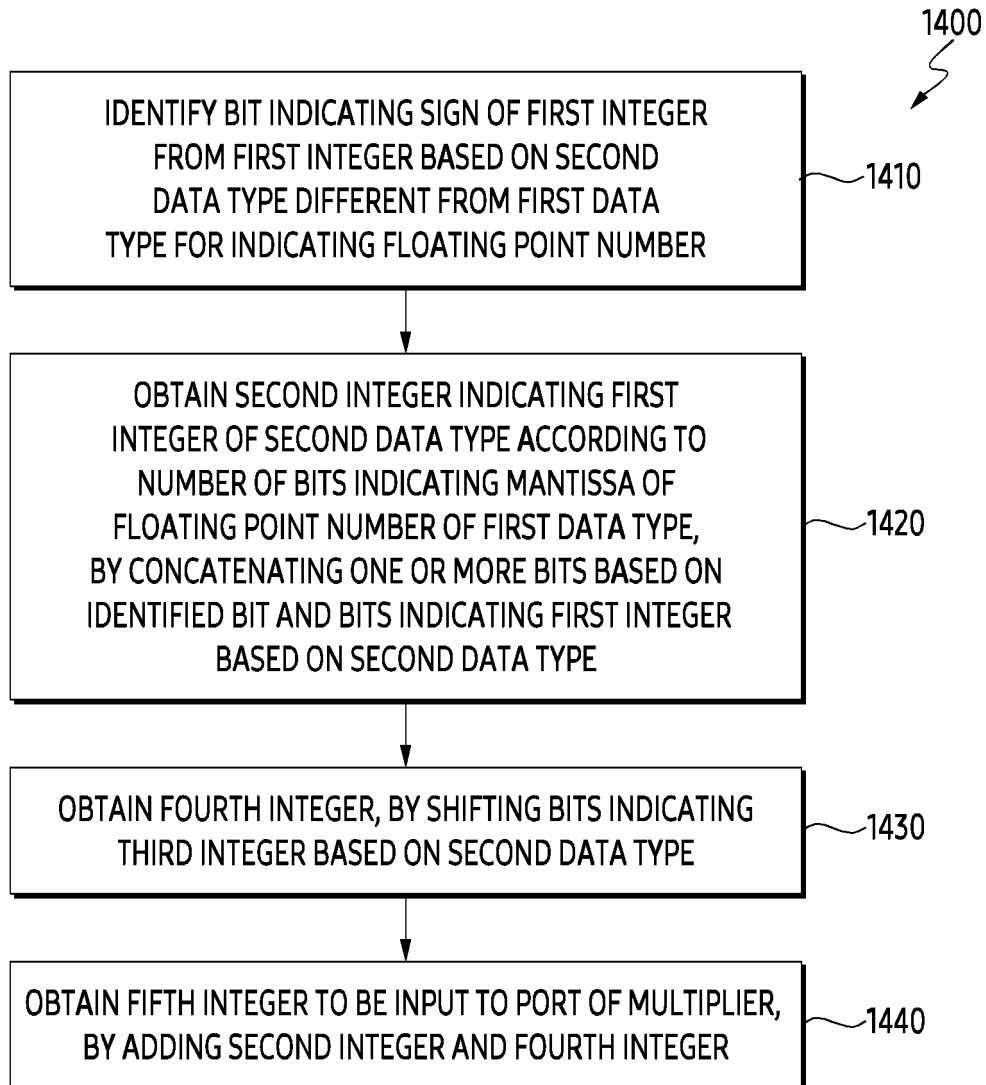 1400
IDENTIFY BIT INDICATING SIGN OF FIRST INTEGER
FROM FIRST INTEGER BASED ON SECOND
DATA TYPE DIFFERENT FROM FIRST DATA
TYPE FOR INDICATING FLOATING POINT NUMBER
1410
OBTAIN SECOND INTEGER INDICATING FIRST
INTEGER OF SECOND DATA TYPE ACCORDING TO
NUMBER OF BITS INDICATING MANTISSA OF
FLOATING POINT NUMBER OF FIRST DATA TYPE,
BY CONCATENATING ONE OR MORE BITS BASED ON
IDENTIFIED BIT AND BITS INDICATING FIRST INTEGER
BASED ON SECOND DATA TYPE
1420
OBTAIN FOURTH INTEGER, BY SHIFTING BITS INDICATING
THIRD INTEGER BASED ON SECOND DATA TYPE
1430
OBTAIN FIFTH INTEGER TO BE INPUT TO PORT OF MULTIPLIER,
BY ADDING SECOND INTEGER AND FOURTH INTEGER
1440